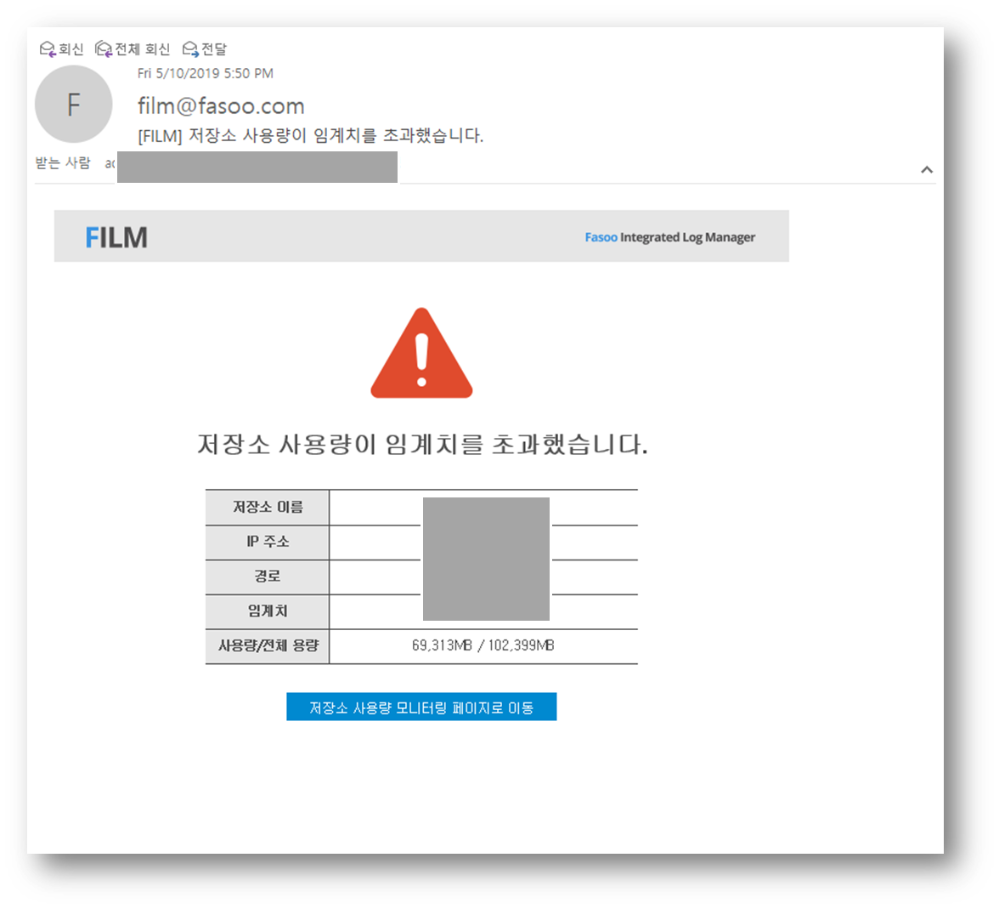 회신 전체 회신 전달
Fri 5/10/2019 5:50 PM
F
film@fasoo.com
[FILM] 저장소 사용량이 임계치를 초과했습니다.
받는 사람
FILM
Fasoo Integrated Log Manager
저장소 사용량이 임계치를 초과했습니다.
저장소 이름
IP 주소
경로
임계치
사용량/전체 용량 69,313MB / 102,399MB
저장소 사용량 모니터링 페이지로 이동